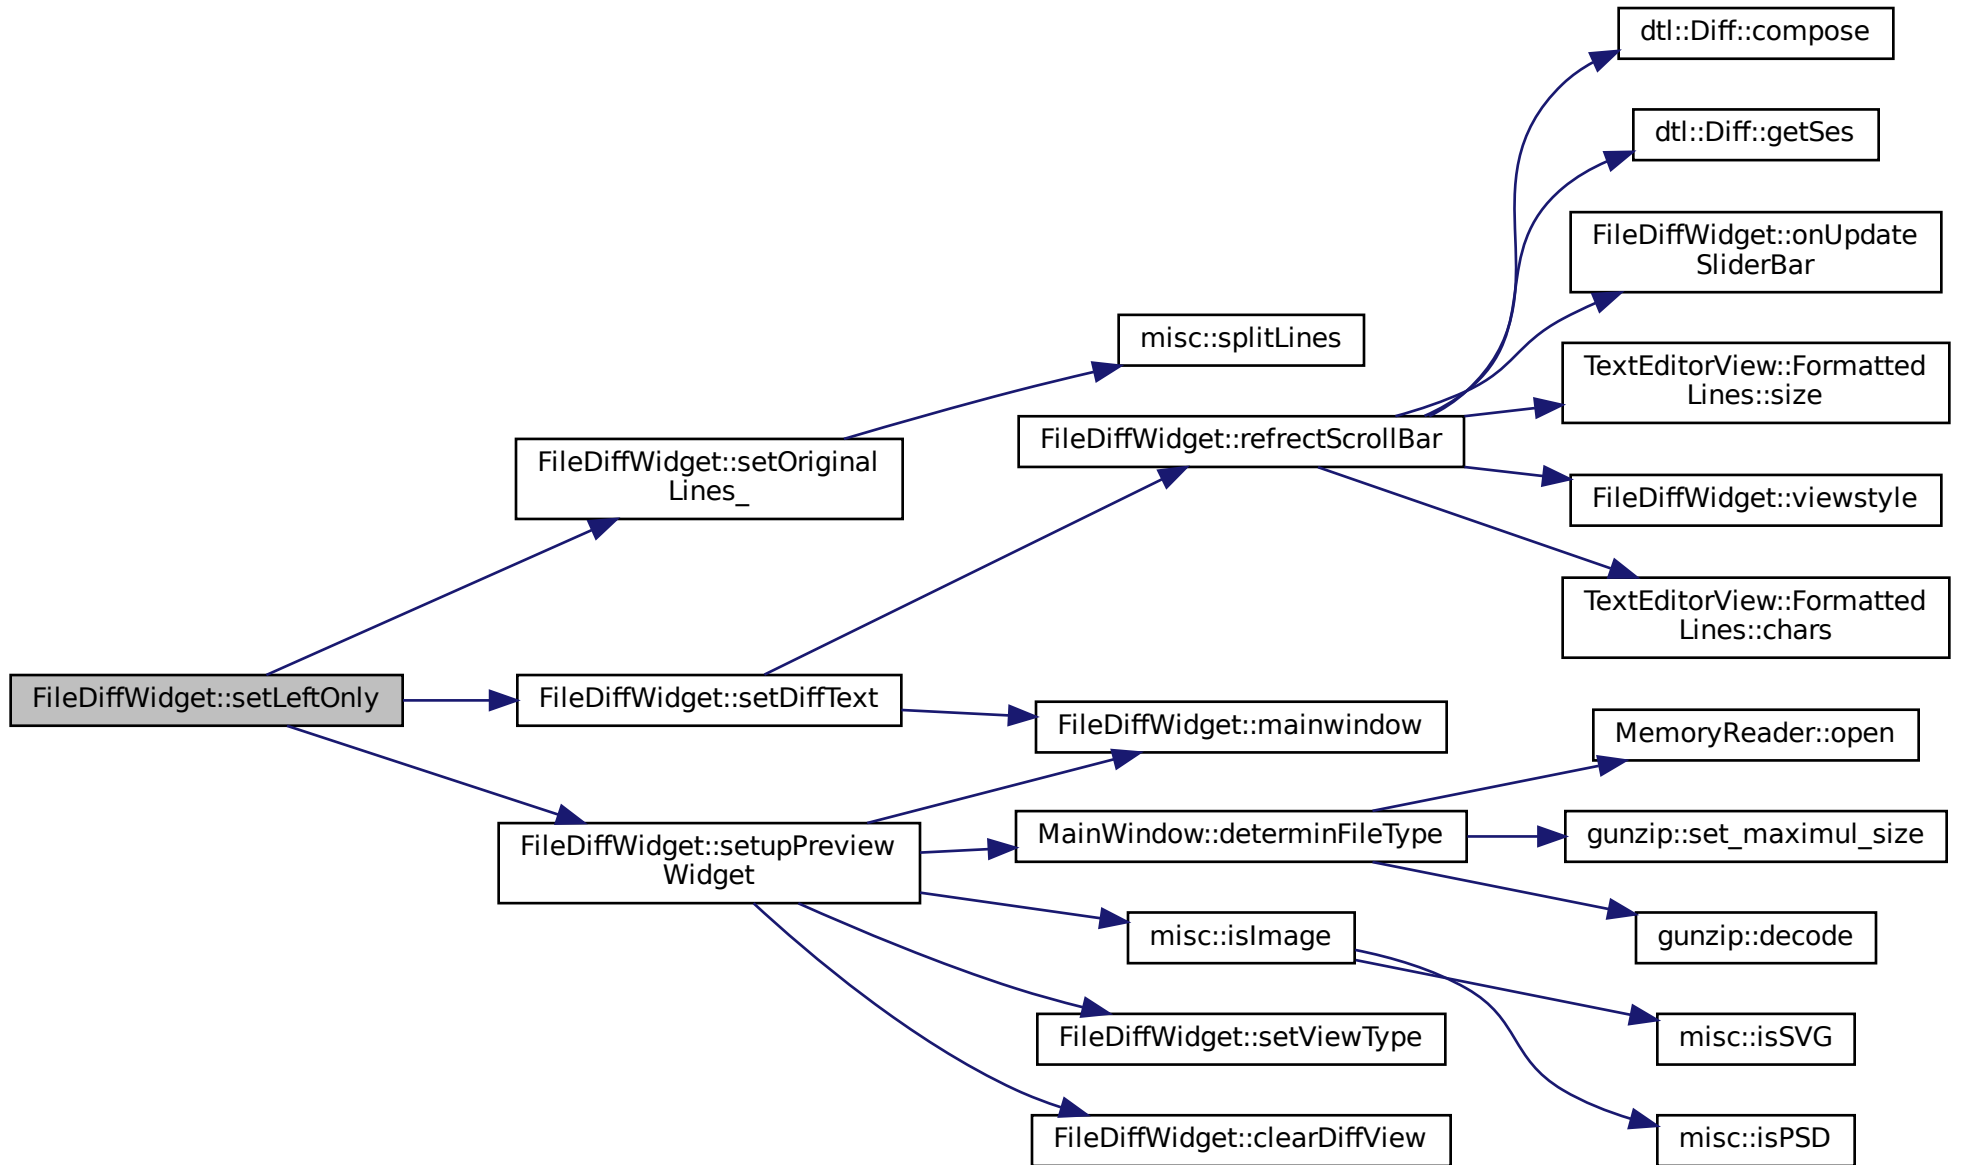 dtl::Diff::compose
dtl::Diff::getSes
FileDiffWidget::onUpdate
SliderBar
misc::splitLines
TextEditorView::Formatted
Lines::size
FileDiffWidget::refrectScrollBar
FileDiffWidget::setOriginal
Lines_
FileDiffWidget::viewstyle
TextEditorView::Formatted
Lines::chars
FileDiffWidget::setLeftOnly
FileDiffWidget::setDiffText
FileDiffWidget::mainwindow
MemoryReader::open
FileDiffWidget::setupPreview
Widget
MainWindow::determinFileType
gunzip::set_maximul_size
misc::isImage
gunzip::decode
FileDiffWidget::setViewType
misc::isSVG
FileDiffWidget::clearDiffView
misc::isPSD